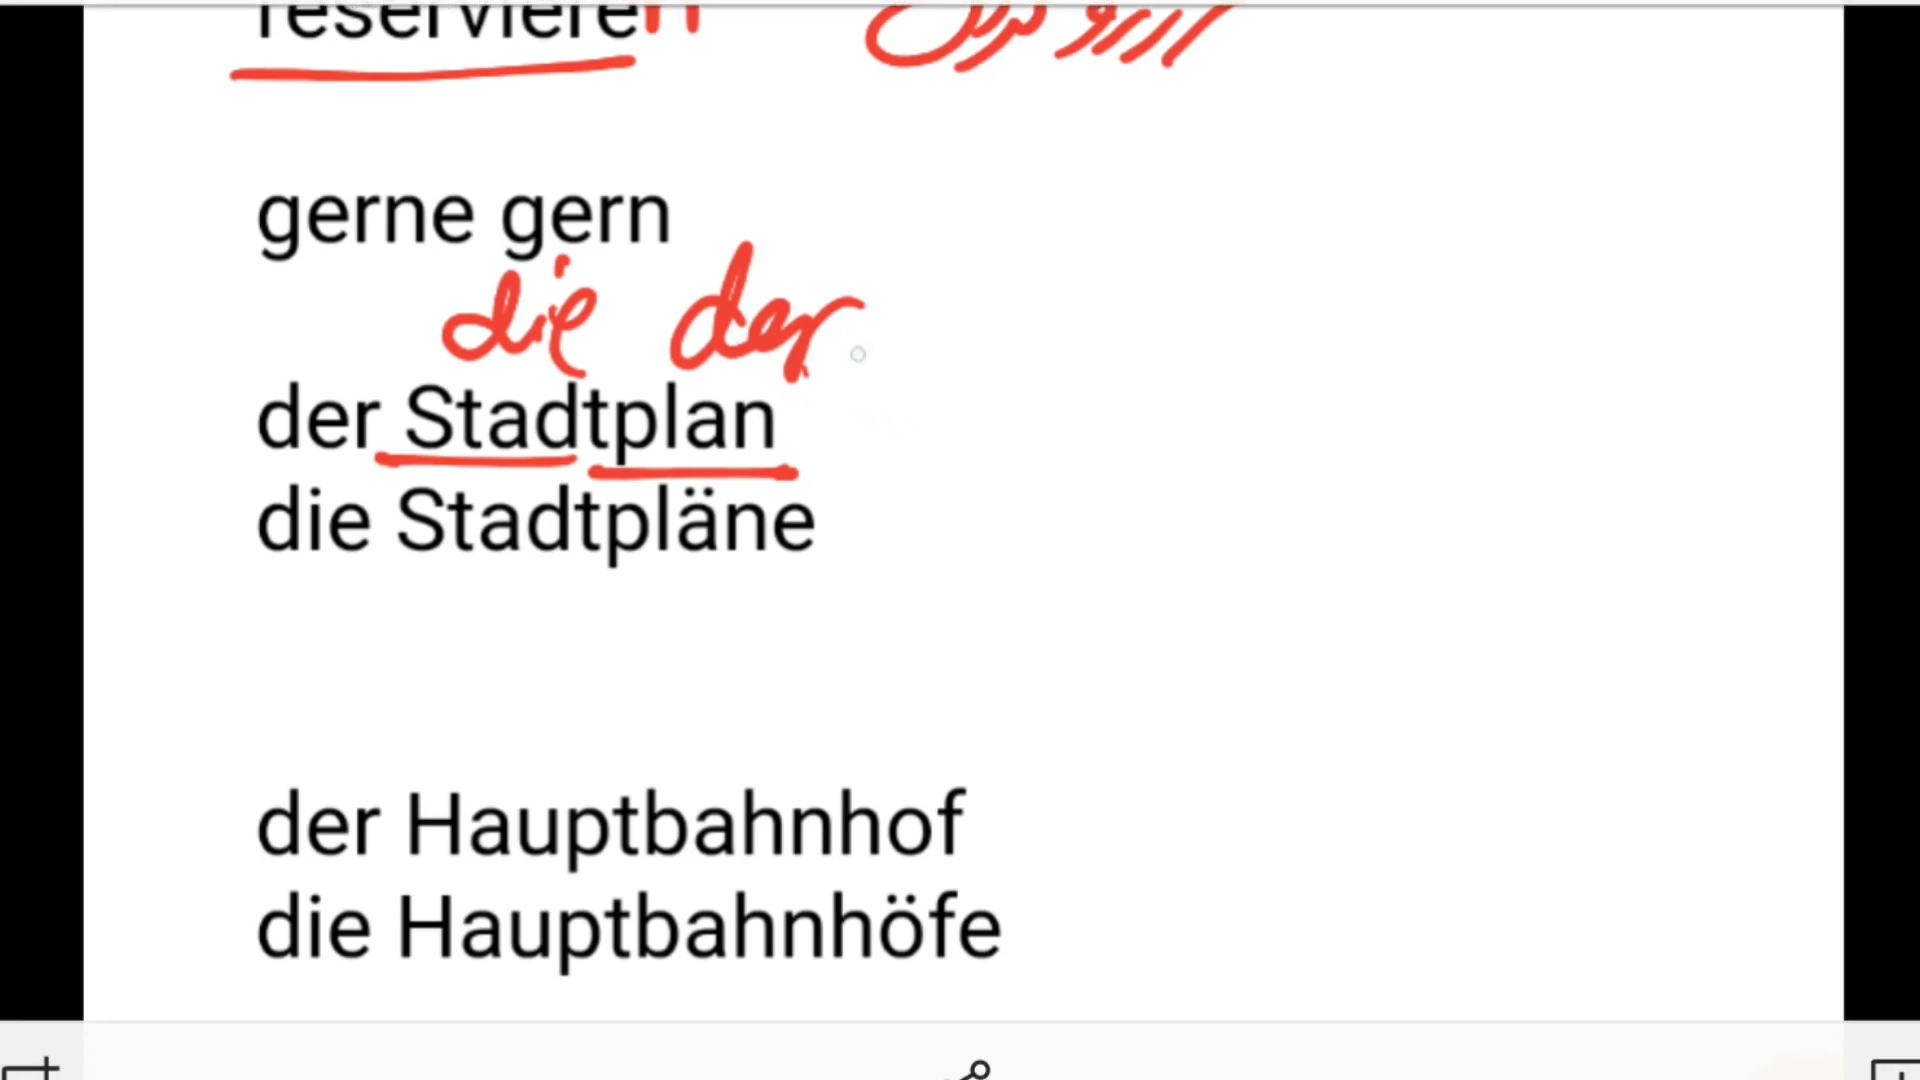 reservieren
gerne gern
die der
der Stadtplan
die Stadtpläne
der Hauptbahnhof
die Hauptbahnhöfe